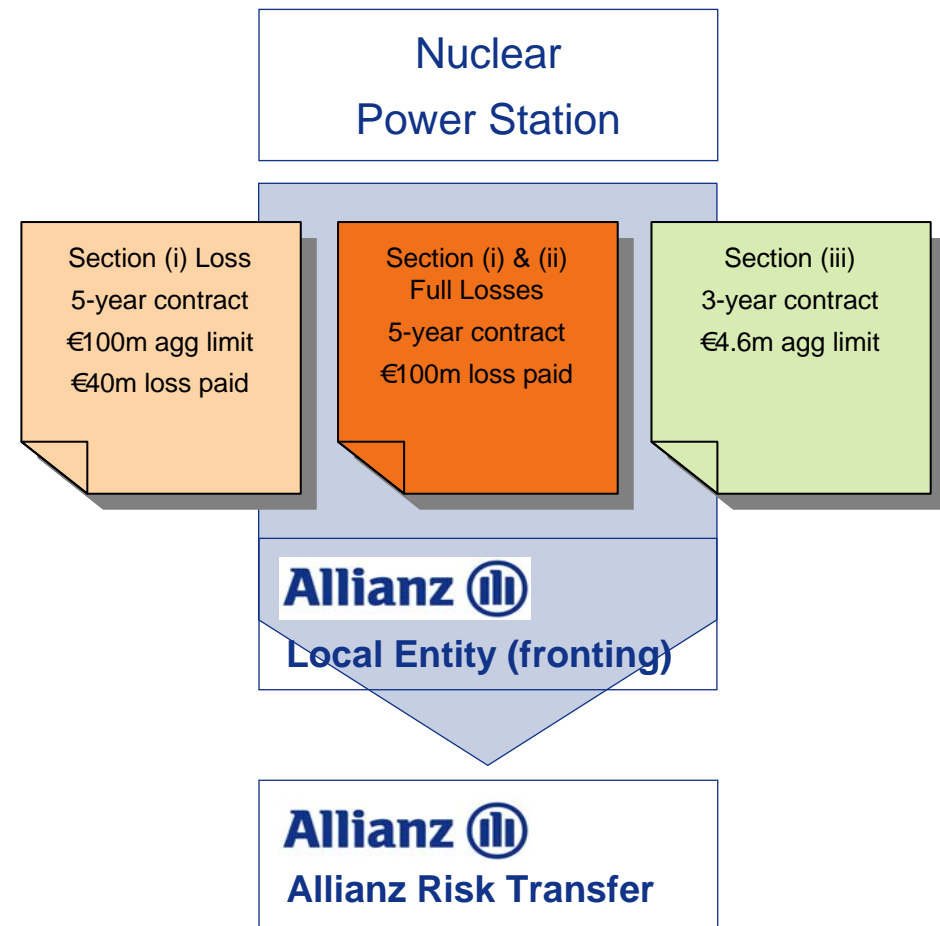 Nuclear
Power Station
Section (i) Loss
5-year contract
€100m agg limit
€40m loss paid
Section (i) & (ii)
Full Losses
5-year contract
€100m loss paid
Section (iii)
3-year contract
€4.6m agg limit
Allianz
Local Entity (fronting)
Allianz
Allianz Risk Transfer